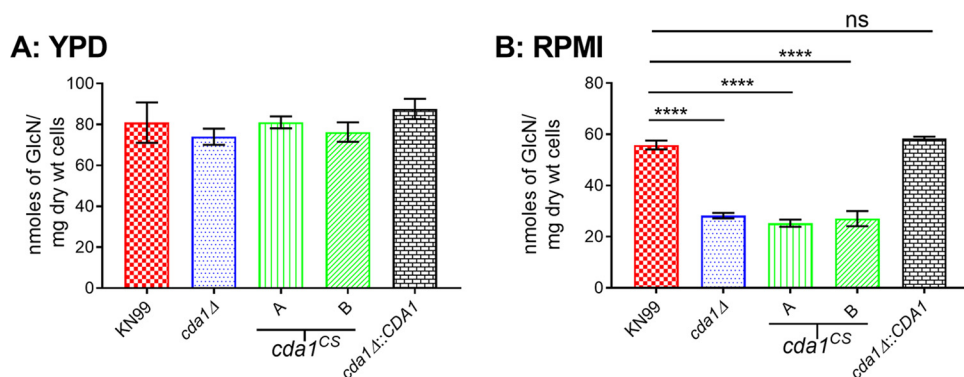 A: YPD
nmoles of GlcN/
mg dry wt cells
100
80
60
40
20
0
KN99
cda1Δ
A
B
cda1Δ::CDA1
cda1CS
B: RPMI
ns
****
****
****
nmoles of GlcN/
mg dry wt cells
80
60
40
20
0
KN99
cda1Δ
A
B
cda1Δ::CDA1
cda1CS